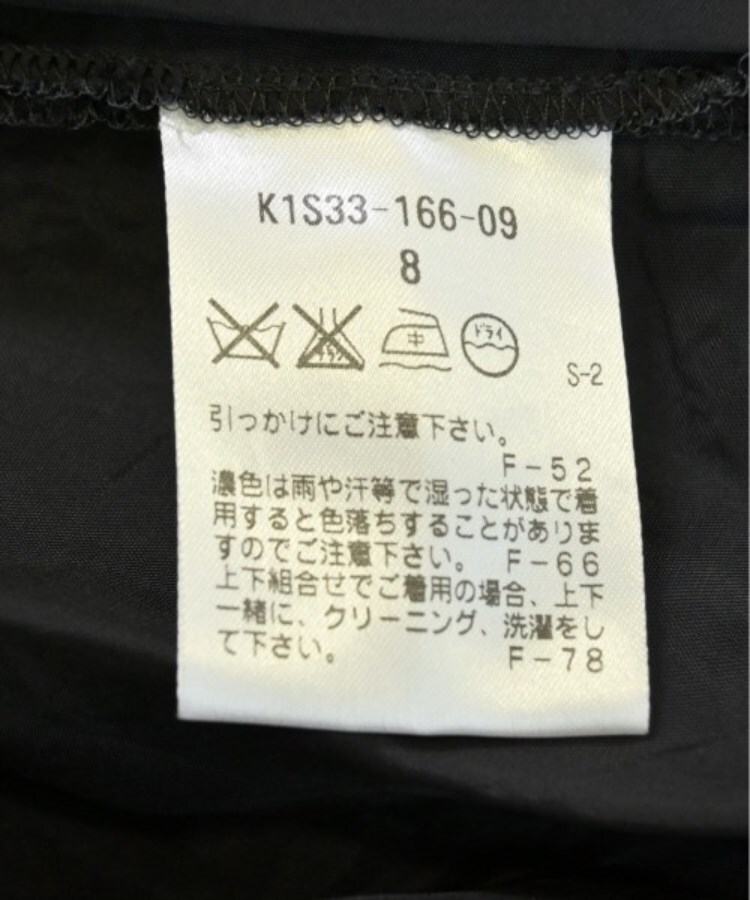 K1S33-166-09
8
中 ドライ
S-2
引っかけにご注意下さい。
F-52
濃色は雨や汗等で湿った状態で着
用すると色落ちすることがありま
すのでご注意下さい。 F-66
上下組合せでご着用の場合、上下
一緒に、クリーニング、洗濯をし
て下さい。 F-78